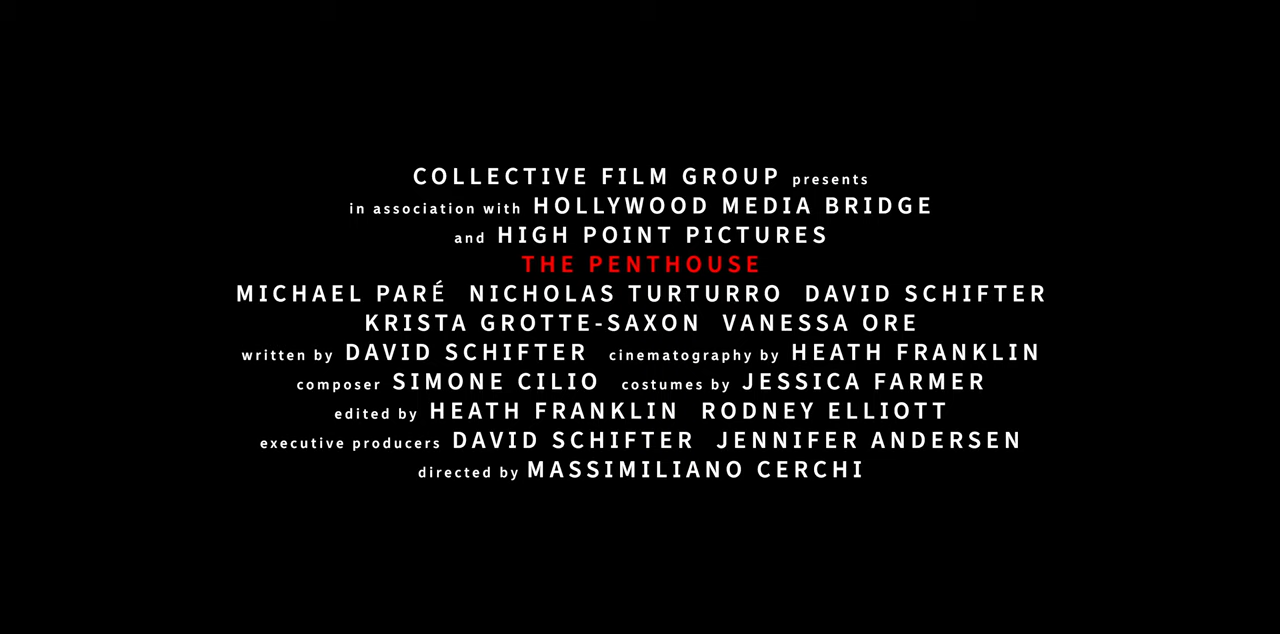 COLLECTIVE FILM GROUP presents
in association with HOLLYWOOD MEDIA BRIDGE
and HIGH POINT PICTURES
THE PENTHOUSE
MICHAEL PARÉ NICHOLAS TURTURRO DAVID SCHIFTER
KRISTA GROTTE-SAXON VANESSA ORE
written by DAVID SCHIFTER cinematography by HEATH FRANKLIN
composer SIMONE CILIO costumes by JESSICA FARMER
edited by HEATH FRANKLIN RODNEY ELLIOTT
executive producers DAVID SCHIFTER JENNIFER ANDERSEN
directed by MASSIMILIANO CERCHI